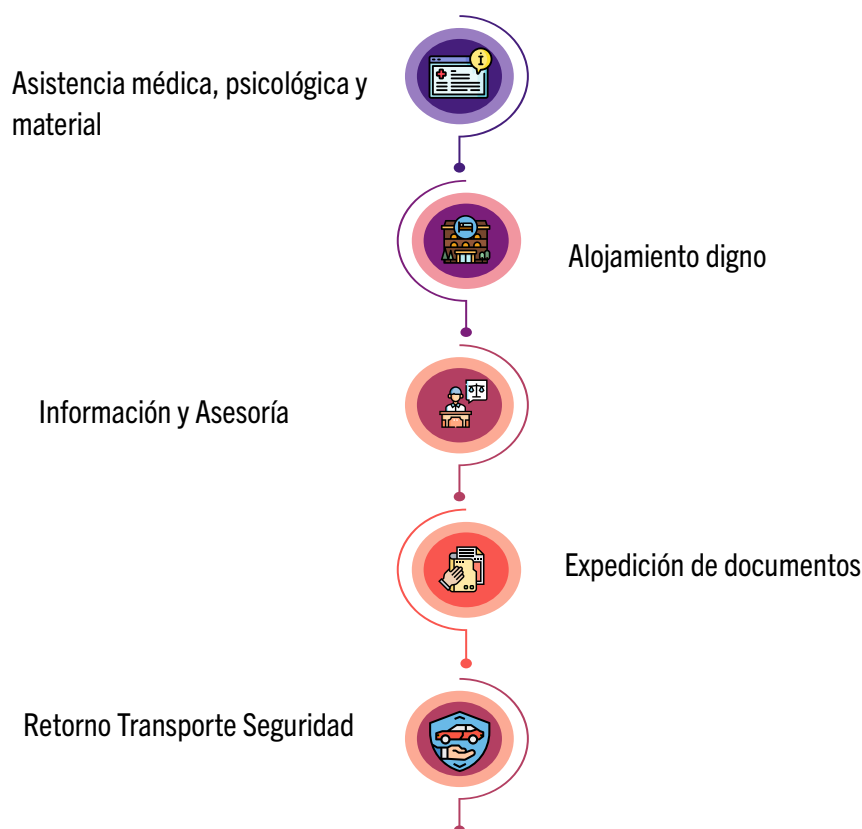 Asistencia médica, psicológica y
material
Alojamiento digno
Información y Asesoría
Expedición de documentos
Retorno Transporte Seguridad